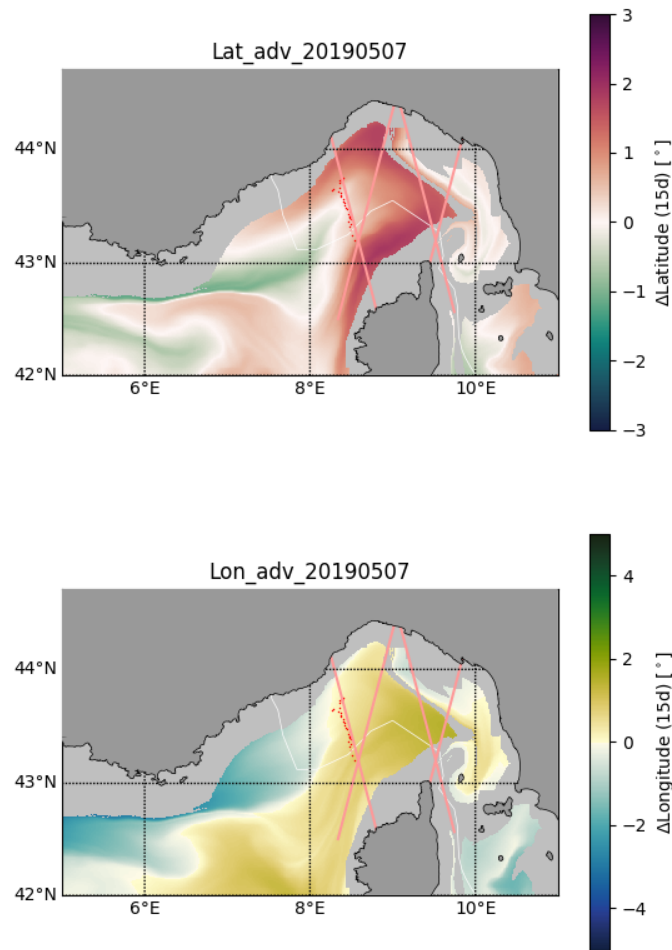 Lat_adv_20190507
44°N
43°N
42°N
6°E
8°E
10°E
3
2
1
0
−1
−2
−3
ΔLatitude (15d) [°]
Lon_adv_20190507
44°N
43°N
42°N
6°E
8°E
10°E
4
2
0
−2
−4
ΔLongitude (15d) [°]